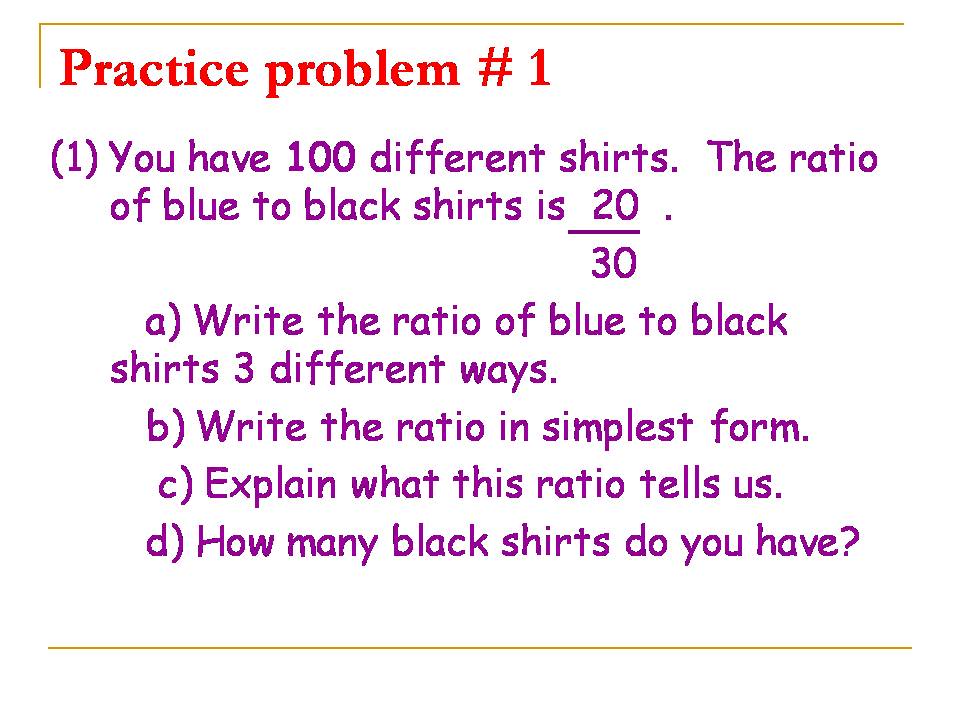 Practice problem # 1
(1) You have 100 different shirts. The ratio
of blue to black shirts is 20 .
30
a) Write the ratio of blue to black
shirts 3 different ways.
b) Write the ratio in simplest form.
c) Explain what this ratio tells us.
d) How many black shirts do you have?